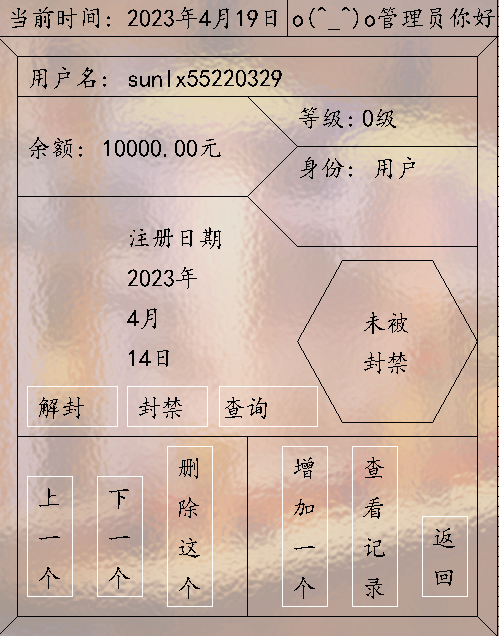 当前时间：2023年4月19日
o(^_^)o管理员你好
用户名：sunlx55220329
等级：0级
余额：10000.00元
身份：用户
注册日期
2023年
4月
14日
未被
封禁
解封
封禁
查询
上一个
下一个
删除这个
增加一个
查看记录
返回